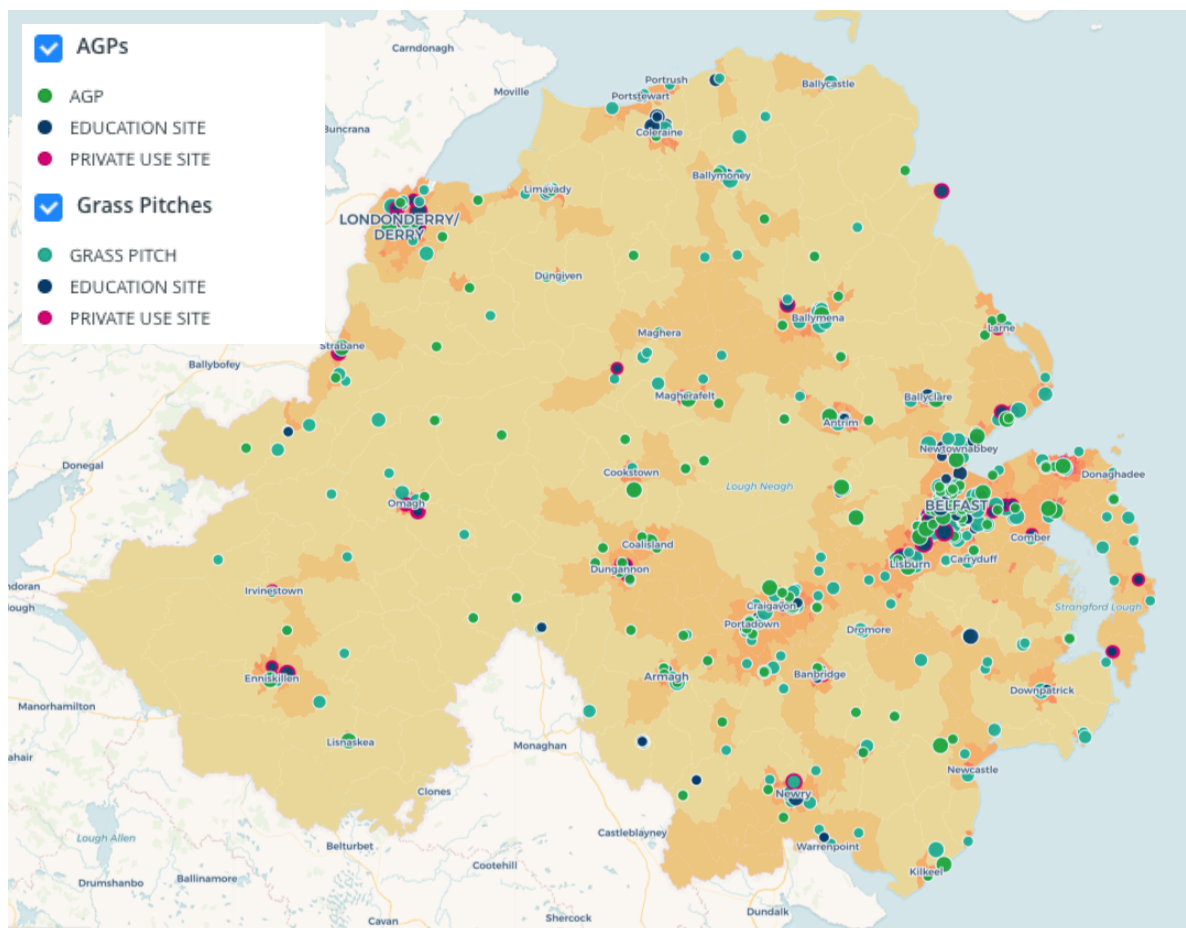 AGPs
AGP
EDUCATION SITE
PRIVATE USE SITE
Grass Pitches
GRASS PITCH
EDUCATION SITE
PRIVATE USE SITE
Carndonagh
Moville
Buncrana
Portrush
Portstewart
Ballycastle
Coleraine
Ballymoney
Limavady
LONDONDERRY/
DERRY
Dungiven
Ballymena
Larne
Maghera
Strabane
Ballybofey
Magherafelt
Ballyclare
Antrim
Newtownabbey
Donegal
Cookstown
Lough Neagh
Donaghadee
Omagh
BELFAST
Comber
Coalisland
Dungannon
Lisburn
Carryduff
ndoran
lough
Irvinestown
Craigavon
Strangford Lough
Portadown
Dromore
Enniskillen
Armagh
Banbridge
Downpatrick
Manorhamilton
Lisnaskea
Monaghan
ahair
Newcastle
Clones
Newry
Castleblayney
Lough Allen
Belturbet
Warrenpoint
Cootehill
Kilkeel
Drumshanbo
Ballinamore
Dundalk
Shercock
Cavan